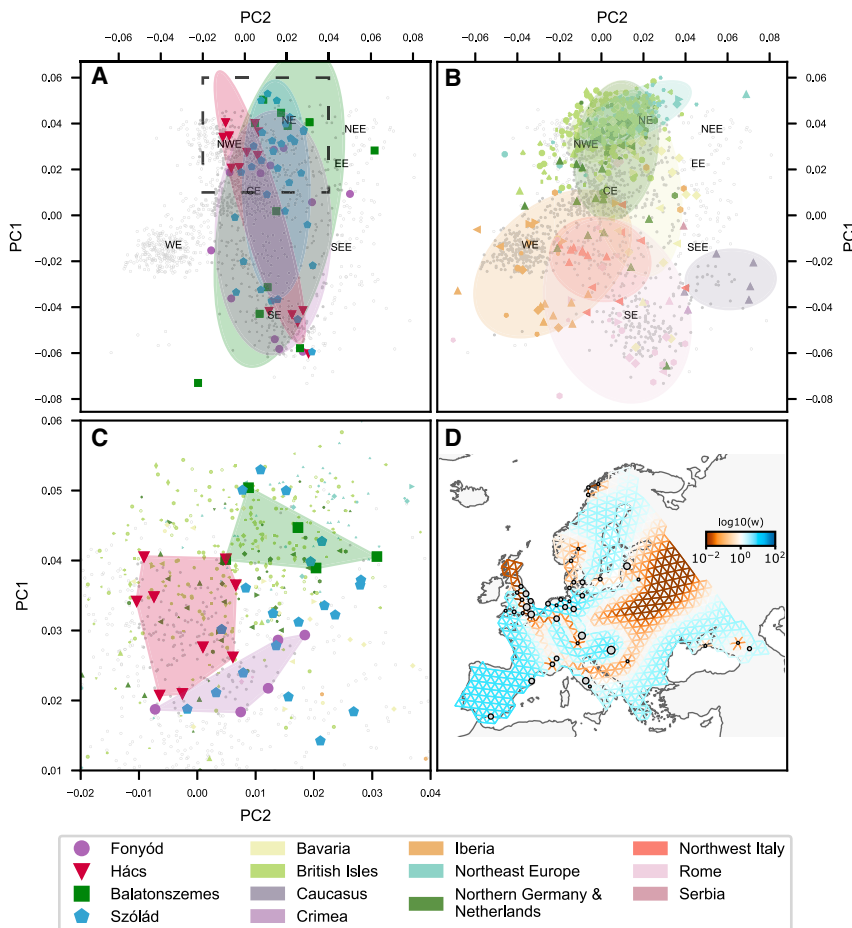 PC2
PC2
−0.06 −0.04 −0.02 0.00 0.02 0.04 0.06
−0.06 −0.04 −0.02 0.00 0.02 0.04 0.06 0.08
A
B
PC1
PC1
0.06
0.04
0.02
0.00
−0.02
−0.04
−0.06
−0.08
NE
NEE
NWE
EE
CE
WE
SEE
SE
NE
NEE
NWE
EE
CE
WE
SEE
SE
0.06
0.04
0.02
0.00
−0.02
−0.04
−0.06
−0.08
C
D
PC1
0.06
0.05
0.04
0.03
0.02
0.01
−0.02 −0.01 0.00 0.01 0.02 0.03 0.04
PC2
log10(w)
10−2 100 102
Fonyód
Hács
Balatonszemes
Szólád
Bavaria
British Isles
Caucasus
Crimea
Iberia
Northeast Europe
Northern Germany &
Netherlands
Northwest Italy
Rome
Serbia